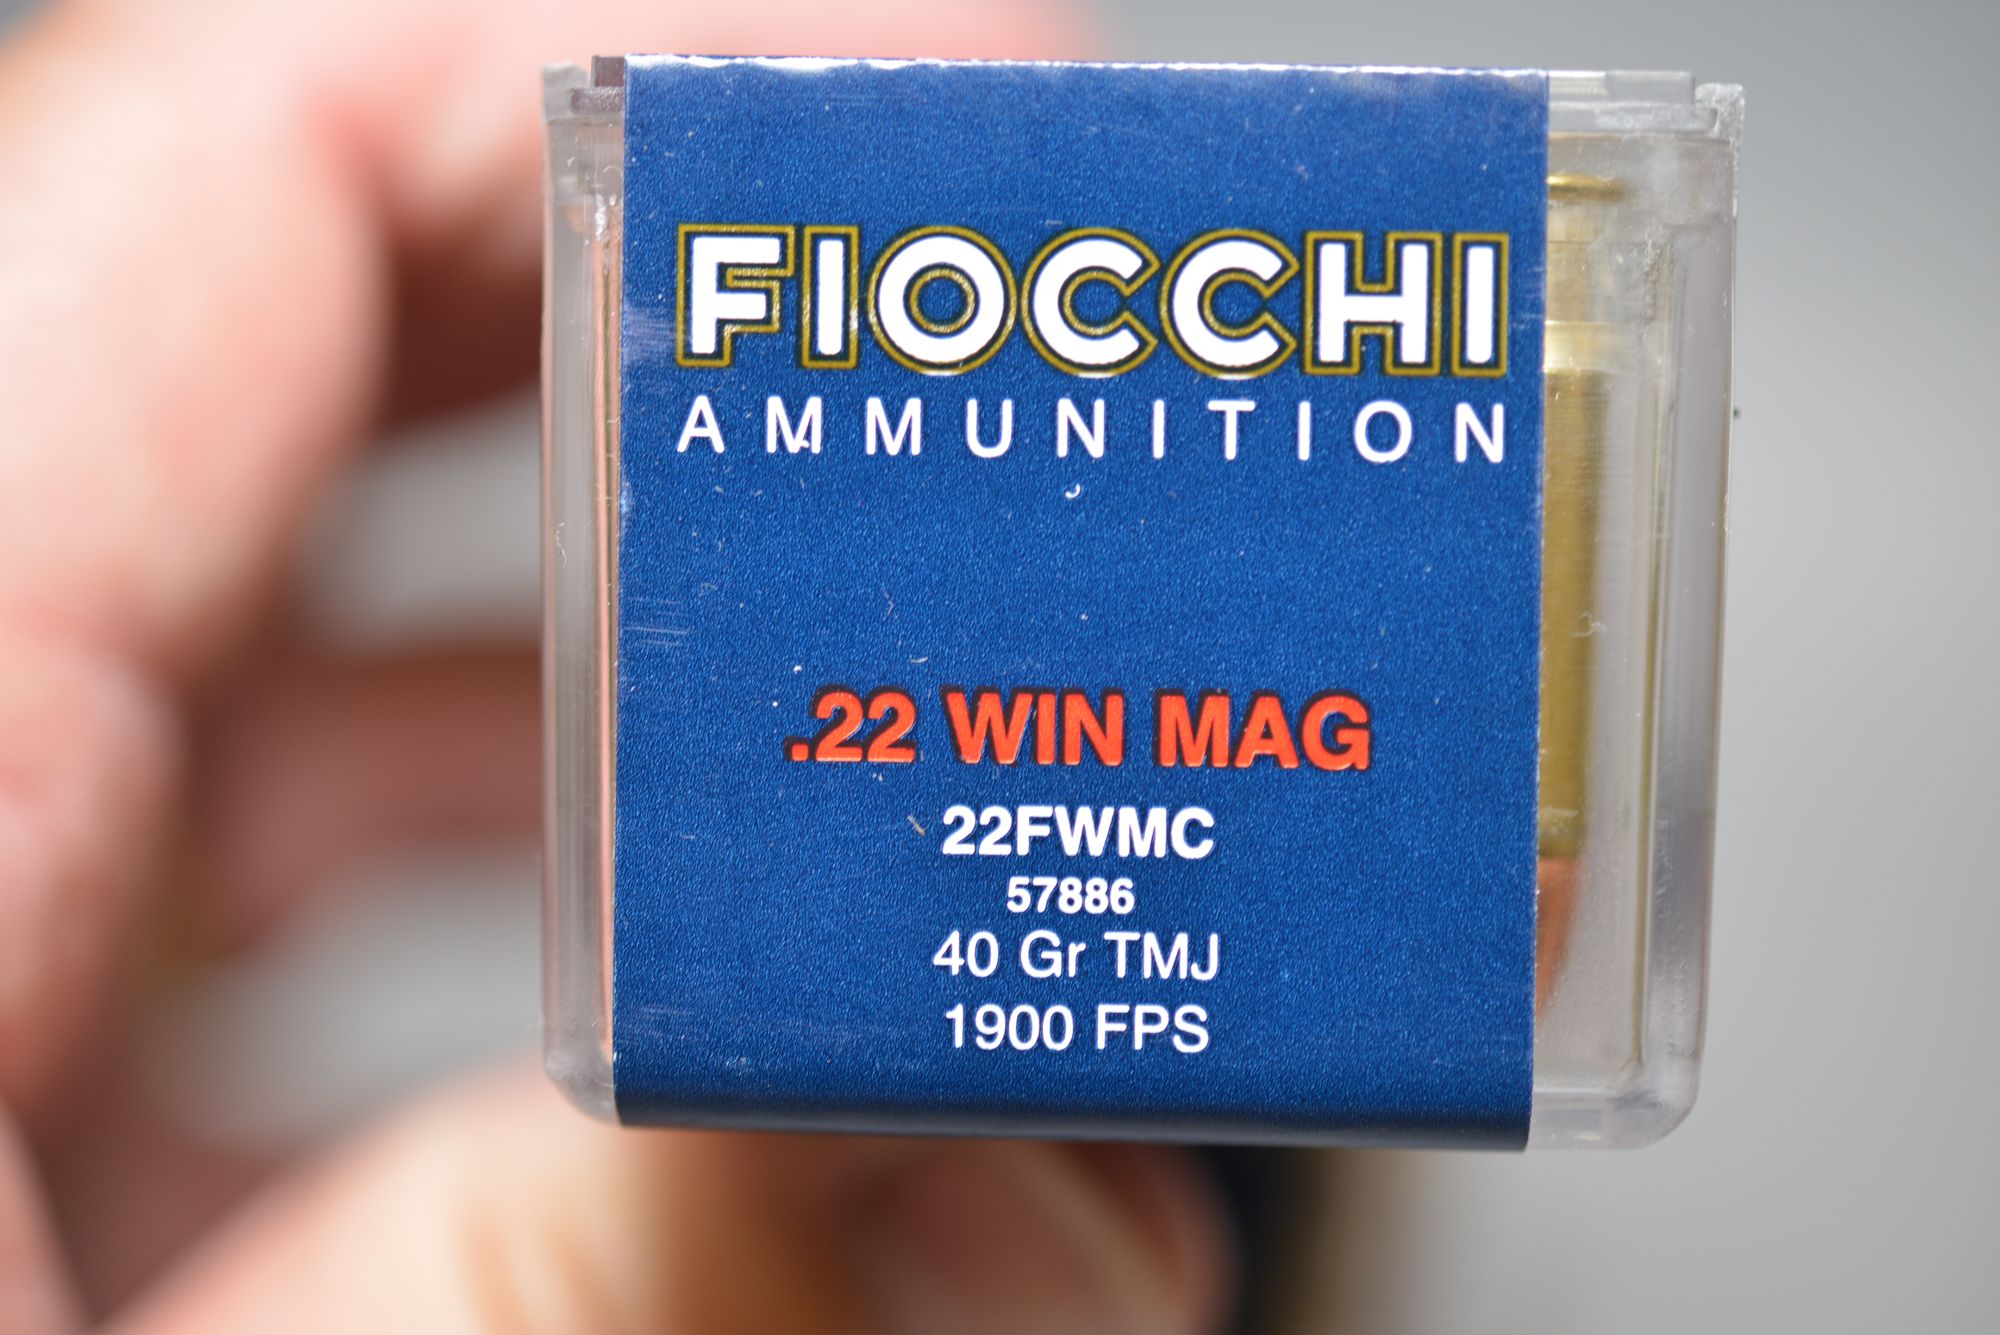 FIOCCHI
AMMUNITION
.22 WIN MAG
22FWMC
57886
40 Gr TMJ
1900 FPS